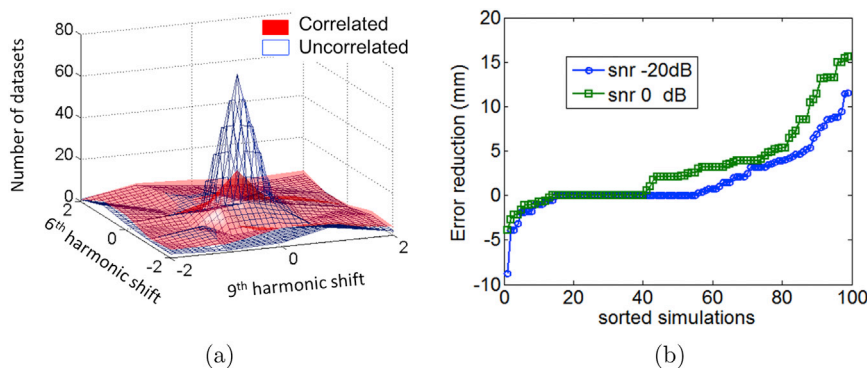 (a)
Correlated
Uncorrelated
Number of datasets
80
60
40
20
0
2
0
-2
6th harmonic shift
-2
0
2
9th harmonic shift
(b)
snr -20dB
snr 0 dB
Error reduction (mm)
20
15
10
5
0
-5
-10
0
20
40
60
80
100
sorted simulations
(a)
(b)